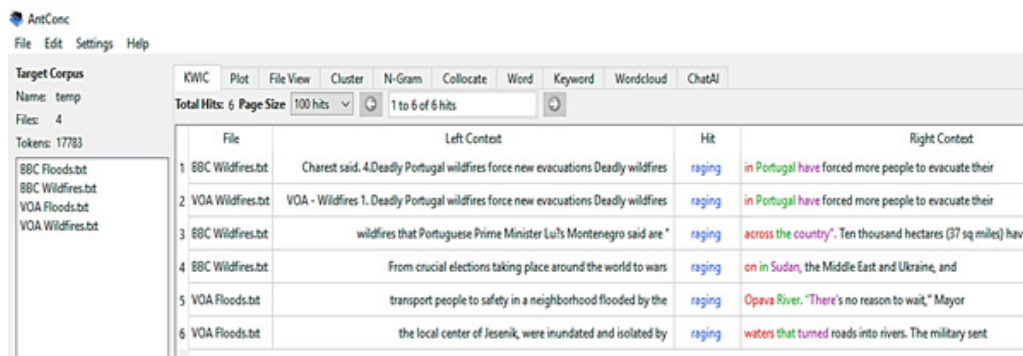 AntConc
File Edit Settings Help
Target Corpus
Name: temp
Files: 4
Tokens: 17783
BBC Floods.txt
BBC Wildfires.txt
VOA Floods.txt
VOA Wildfires.txt
KWIC Plot File View Cluster N-Gram Collocate Word Keyword Wordcloud ChatAI
Total Hits: 6 Page Size 100 hits 1 to 6 of 6 hits
File Left Context Hit Right Context
1 BBC Wildfires.txt Charest said. 4.Deadly Portugal wildfires force new evacuations Deadly wildfires raging in Portugal have forced more people to evacuate their
2 VOA Wildfires.txt VOA - Wildfires 1. Deadly Portugal wildfires force new evacuations Deadly wildfires raging in Portugal have forced more people to evacuate their
3 BBC Wildfires.txt wildfires that Portuguese Prime Minister Lu?s Montenegro said are " raging across the country". Ten thousand hectares (37 sq miles) hav
4 BBC Wildfires.txt From crucial elections taking place around the world to wars raging on in Sudan, the Middle East and Ukraine, and
5 VOA Floods.txt transport people to safety in a neighborhood flooded by the raging Opava River. "There's no reason to wait," Mayor
6 VOA Floods.txt the local center of Jesenik, were inundated and isolated by raging waters that turned roads into rivers. The military sent